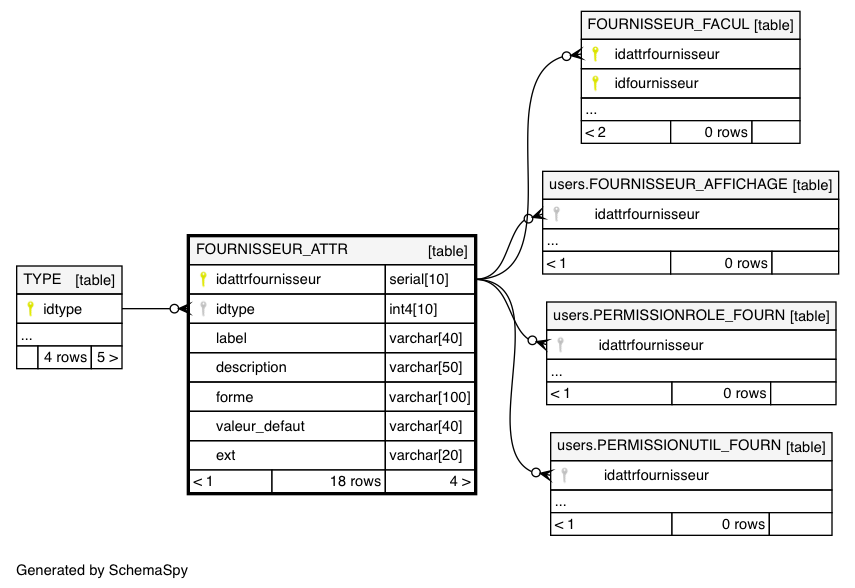 FOURNISSEUR_FACUL [table]
idattrfournisseur
idfournisseur
...
< 2 0 rows
users.FOURNISSEUR_AFFICHAGE [table]
idattrfournisseur
...
< 1 0 rows
FOURNISSEUR_ATTR [table]
idattrfournisseur serial[10]
idtype int4[10]
label varchar[40]
description varchar[50]
forme varchar[100]
valeur_defaut varchar[40]
ext varchar[20]
< 1 18 rows 4 >
TYPE [table]
idtype
...
4 rows 5 >
users.PERMISSIONROLE_FOURN [table]
idattrfournisseur
...
< 1 0 rows
users.PERMISSIONUTIL_FOURN [table]
idattrfournisseur
...
< 1 0 rows
Generated by SchemaSpy